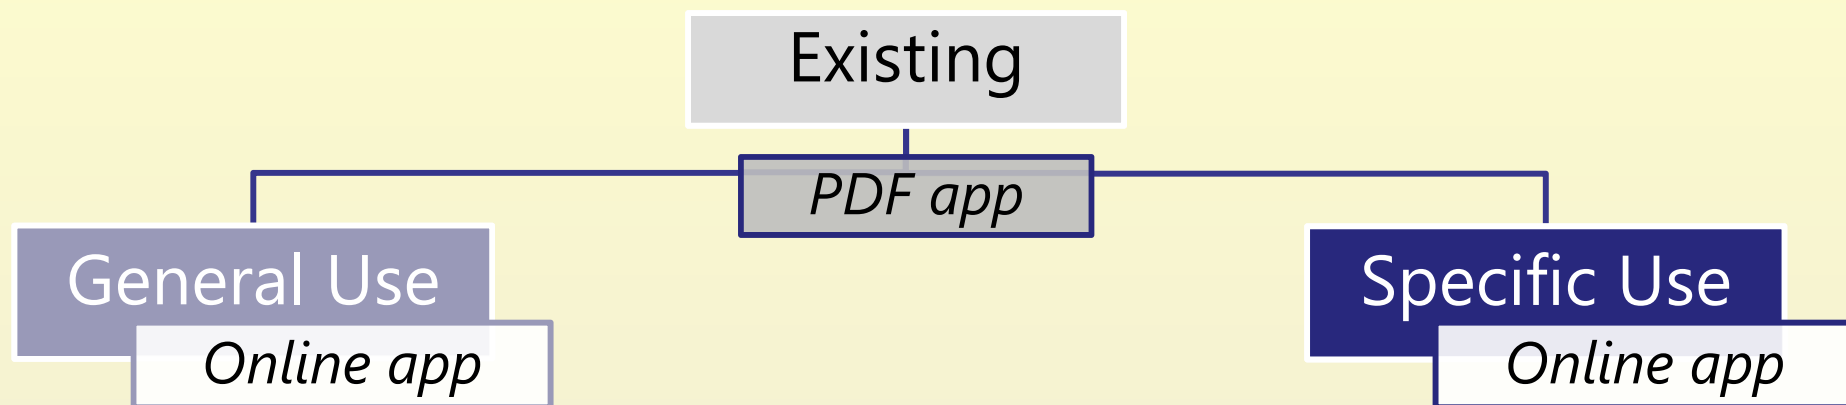 Existing
PDF app
General Use
Online app
Specific Use
Online app